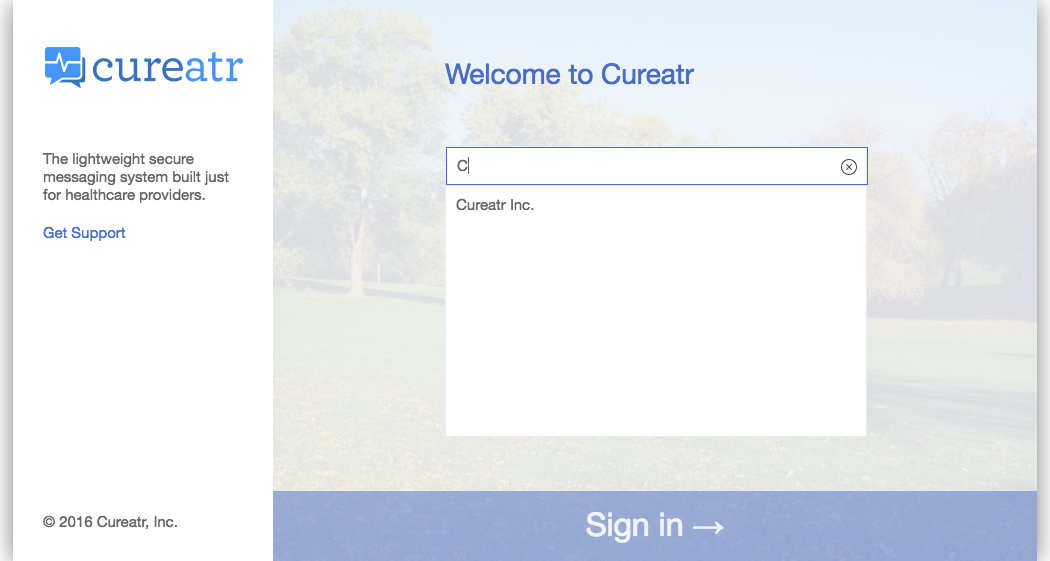 cureatr
The lightweight secure
messaging system built just
for healthcare providers.
Get Support
© 2016 Cureatr, Inc.
Welcome to Cureatr
C
Cureatr Inc.
Sign in →